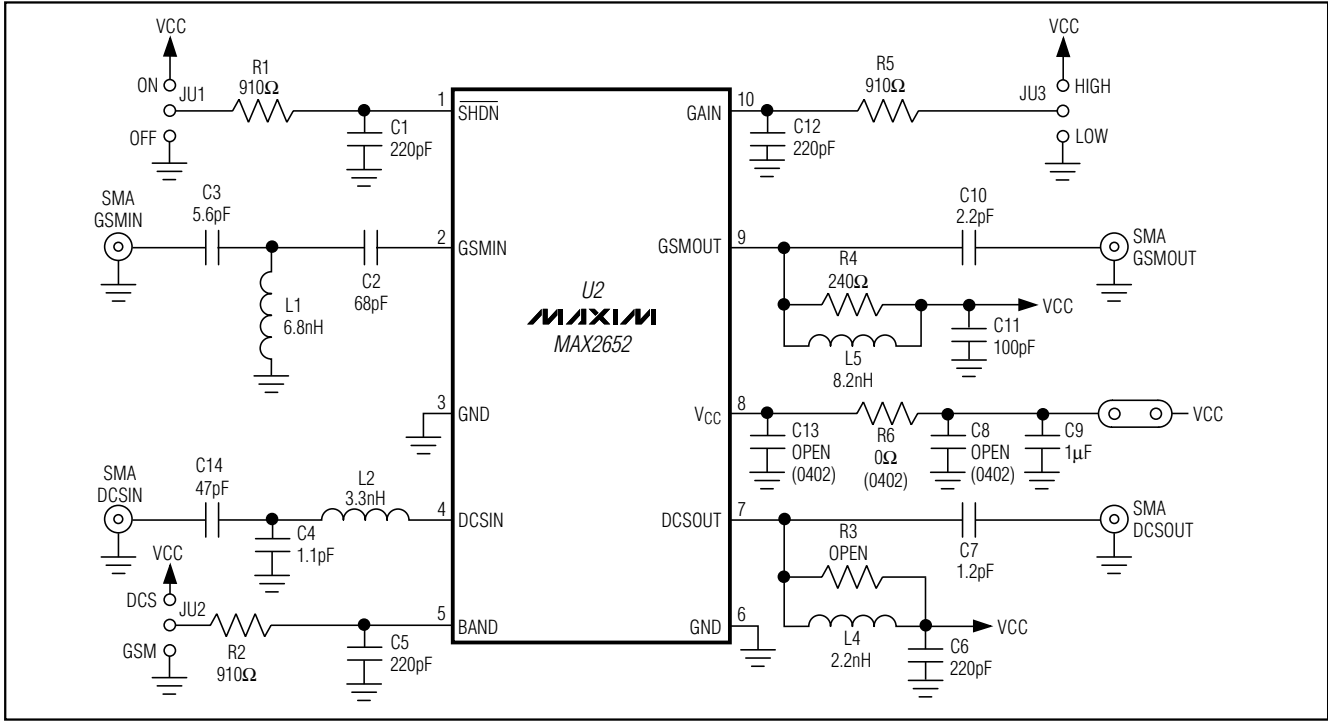 VCC
ON
JU1
OFF
R1
910Ω
C1
220pF
1
SHDN
SMA
GSMIN
C3
5.6pF
L1
6.8nH
C2
68pF
2
GSMIN
3
GND
SMA
DCSIN
C14
47pF
C4
1.1pF
L2
3.3nH
4
DCSIN
VCC
DCS
JU2
GSM
R2
910Ω
C5
220pF
5
BAND
U2
MAXIM
MAX2652
GAIN
10
C12
220pF
R5
910Ω
VCC
JU3
HIGH
LOW
GSMOUT
9
C10
2.2pF
SMA
GSMOUT
R4
240Ω
L5
8.2nH
C11
100pF
VCC
VCC
8
C13
OPEN
(0402)
R6
0Ω
(0402)
C8
OPEN
(0402)
C9
1µF
VCC
DCSOUT
7
C7
1.2pF
SMA
DCSOUT
R3
OPEN
L4
2.2nH
C6
220pF
VCC
GND
6